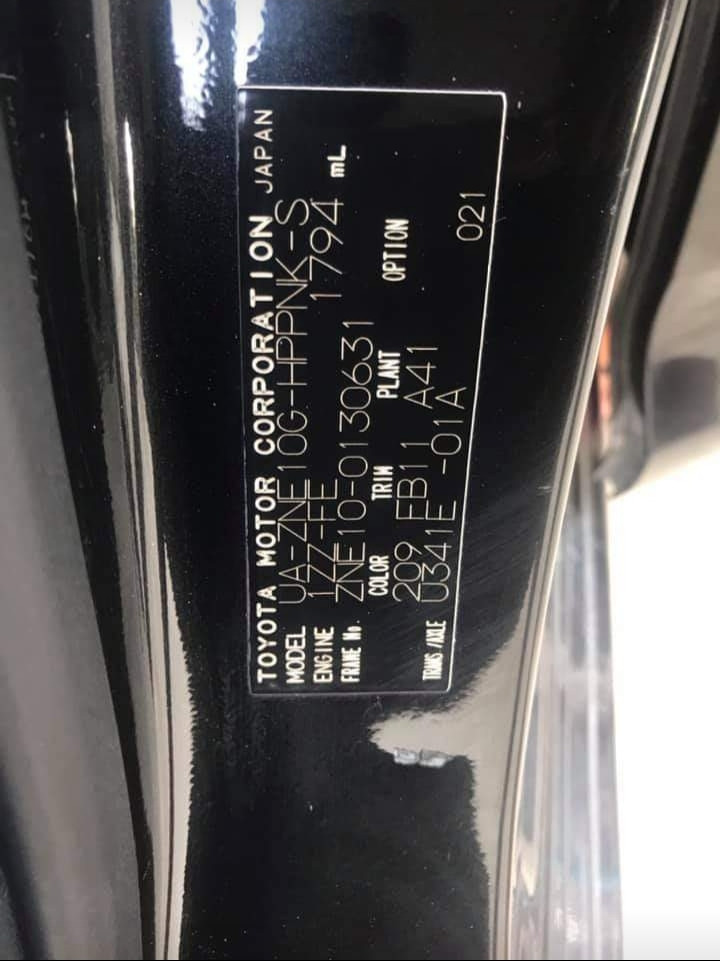 TOYOTA MOTOR CORPORATION JAPAN
MODEL UA-ZNE10G-HPPNK-S
ENGINE 1ZZ-FE 1794 mL
FRAME No. ZNE10-0130631
COLOR TRIM PLANT OPTION
209 FB11 A41
TRANS/AXLE U341E -01A 021